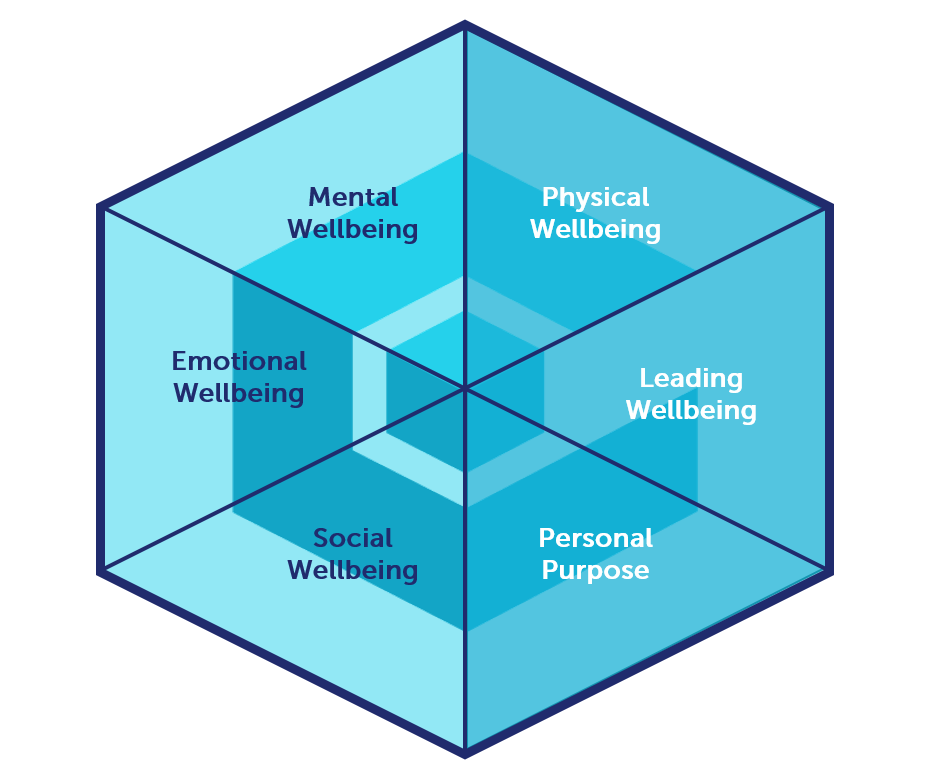 Mental
Wellbeing
Physical
Wellbeing
Emotional
Wellbeing
Leading
Wellbeing
Social
Wellbeing
Personal
Purpose